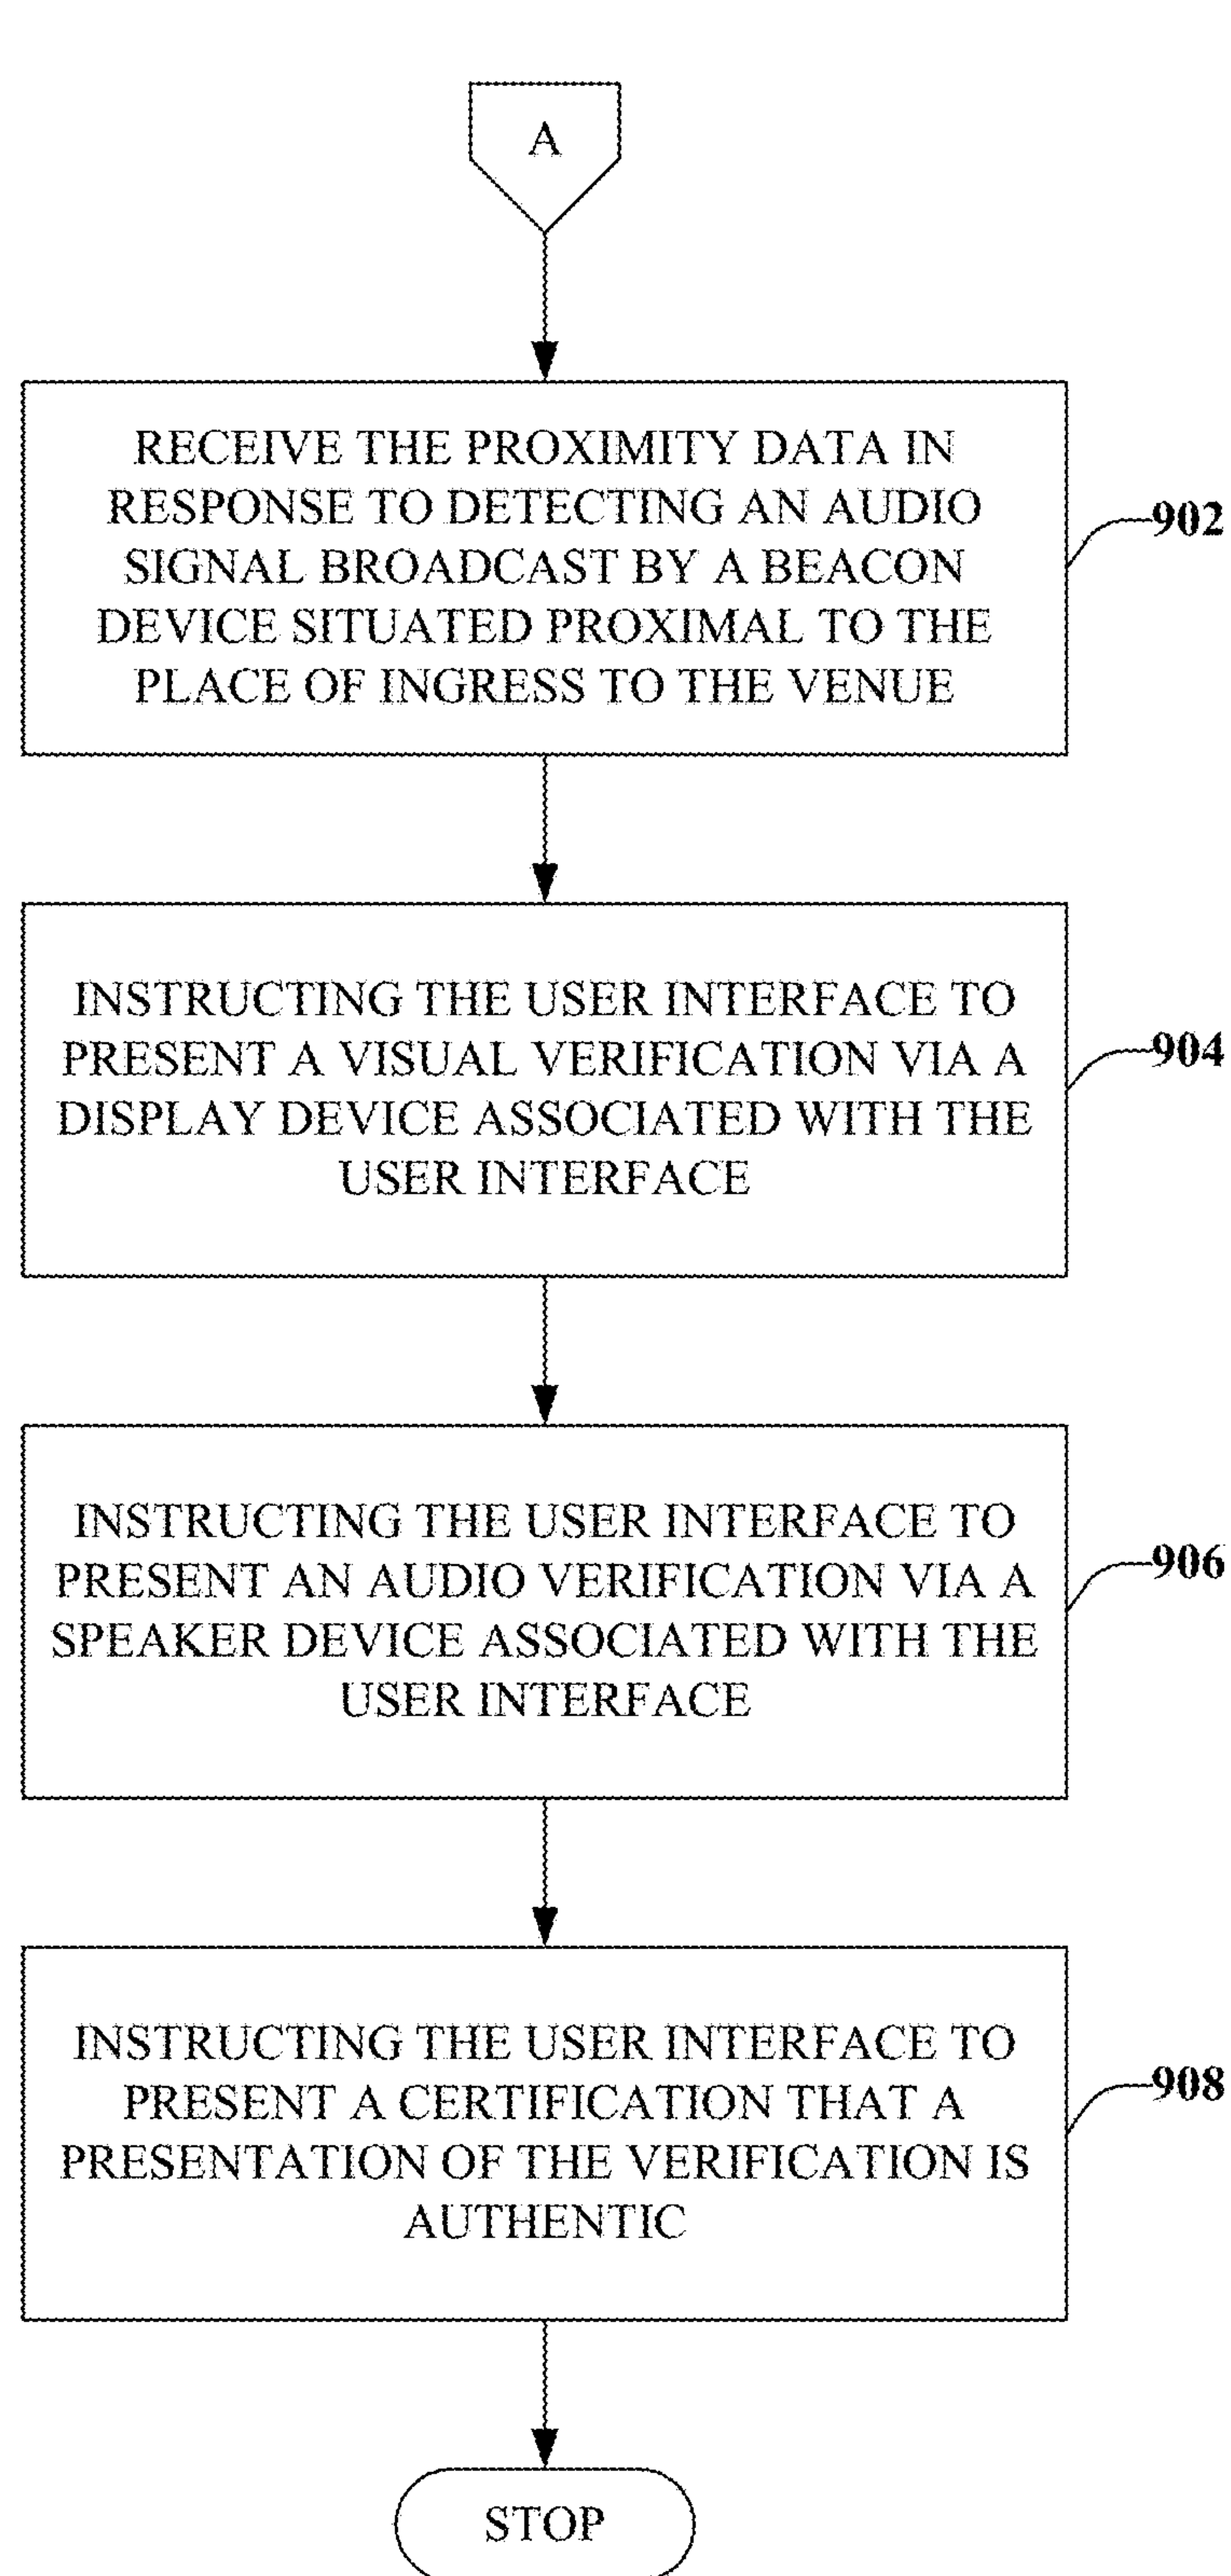 A
RECEIVE THE PROXIMITY DATA IN
RESPONSE TO DETECTING AN AUDIO
SIGNAL BROADCAST BY A BEACON
DEVICE SITUATED PROXIMAL TO THE
PLACE OF INGRESS TO THE VENUE
902
INSTRUCTING THE USER INTERFACE TO
PRESENT A VISUAL VERIFICATION VIA A
DISPLAY DEVICE ASSOCIATED WITH THE
USER INTERFACE
904
INSTRUCTING THE USER INTERFACE TO
PRESENT AN AUDIO VERIFICATION VIA A
SPEAKER DEVICE ASSOCIATED WITH THE
USER INTERFACE
906
INSTRUCTING THE USER INTERFACE TO
PRESENT A CERTIFICATION THAT A
PRESENTATION OF THE VERIFICATION IS
AUTHENTIC
908
STOP